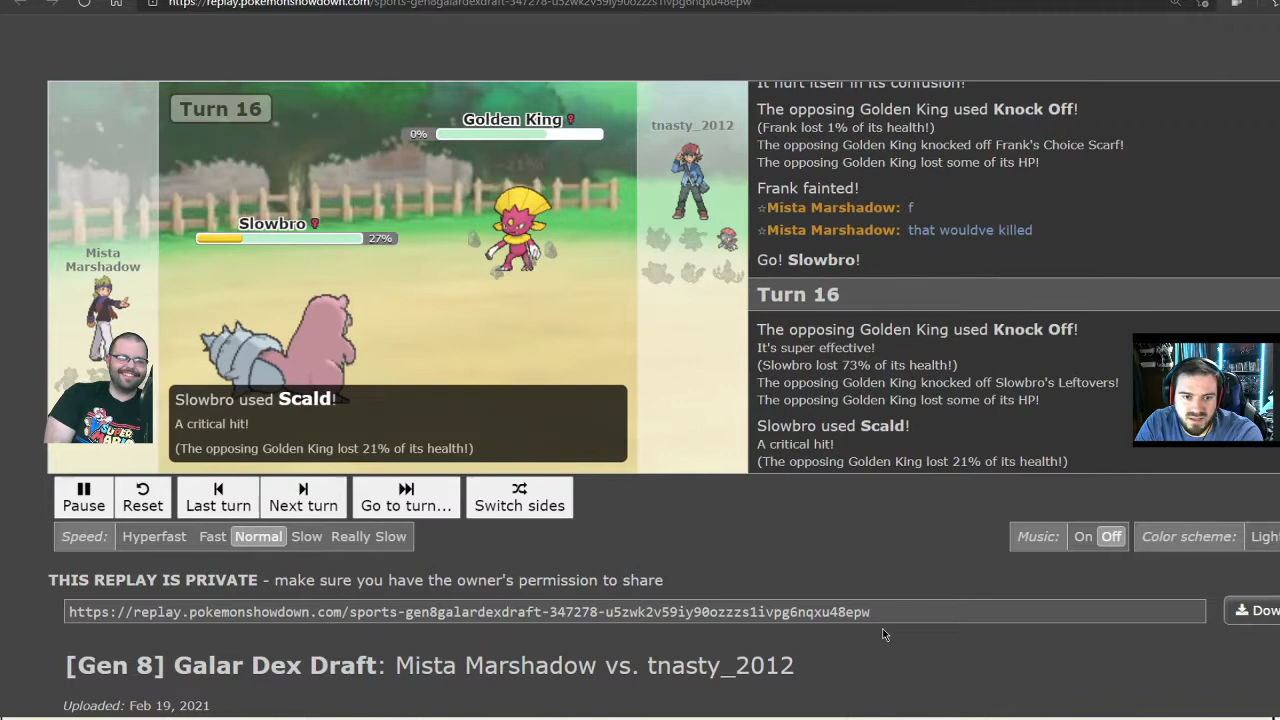 https://replay.pokemonshowdown.com/sports-gen8galardexdraft-347278-u5zwk2v59iy90ozzzs1ivpg6nqxu48epw
Turn 16
Golden King
0%
Slowbro
27%
Mista
Marshadow
tnasty_2012
Slowbro used Scald!
A critical hit!
(The opposing Golden King lost 21% of its health!)
It hurt itself in its confusion!
The opposing Golden King used Knock Off!
(Frank lost 1% of its health!)
The opposing Golden King knocked off Frank's Choice Scarf!
The opposing Golden King lost some of its HP!
Frank fainted!
☆Mista Marshadow: f
☆Mista Marshadow: that wouldve killed
Go! Slowbro!
Turn 16
The opposing Golden King used Knock Off!
It's super effective!
(Slowbro lost 73% of its health!)
The opposing Golden King knocked off Slowbro's Leftovers!
The opposing Golden King lost some of its HP!
Slowbro used Scald!
A critical hit!
(The opposing Golden King lost 21% of its health!)
Pause Reset Last turn Next turn Go to turn... Switch sides
Speed: Hyperfast Fast Normal Slow Really Slow Music: On Off Color scheme: Ligh
THIS REPLAY IS PRIVATE - make sure you have the owner's permission to share
https://replay.pokemonshowdown.com/sports-gen8galardexdraft-347278-u5zwk2v59iy90ozzzs1ivpg6nqxu48epw
Dow
[Gen 8] Galar Dex Draft: Mista Marshadow vs. tnasty_2012
Uploaded: Feb 19, 2021